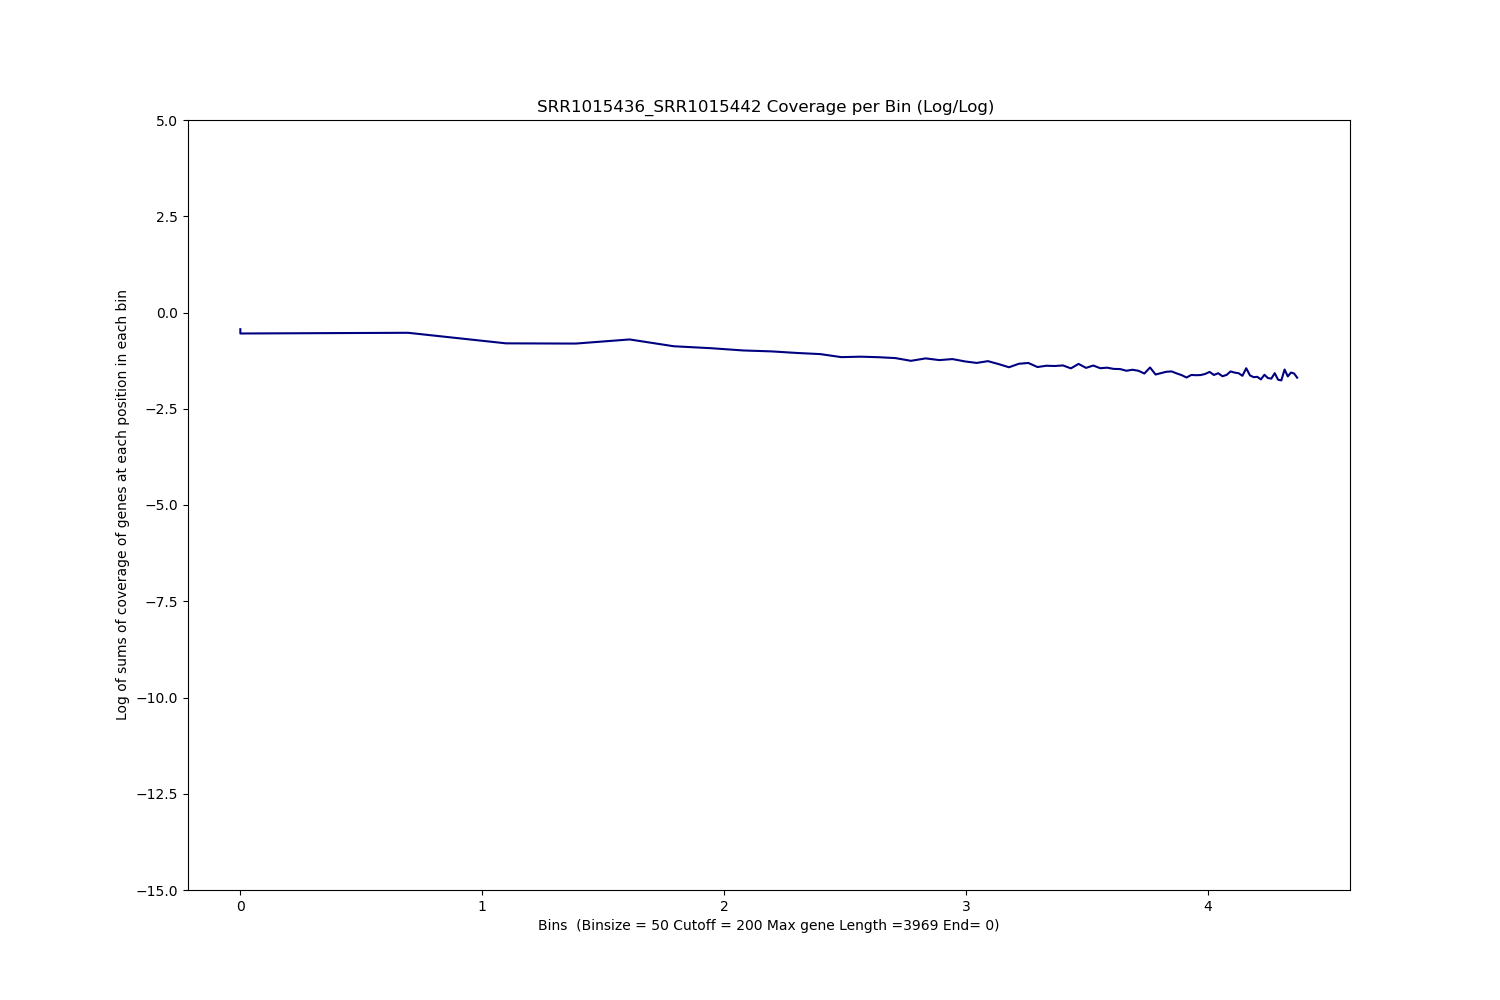 SRR1015436_SRR1015442 Coverage per Bin (Log/Log)
5.0
2.5
0.0
−2.5
−5.0
−7.5
−10.0
−12.5
−15.0
Log of sums of coverage of genes at each position in each bin
0 1 2 3 4
Bins  (Binsize = 50 Cutoff = 200 Max gene Length =3969 End= 0)